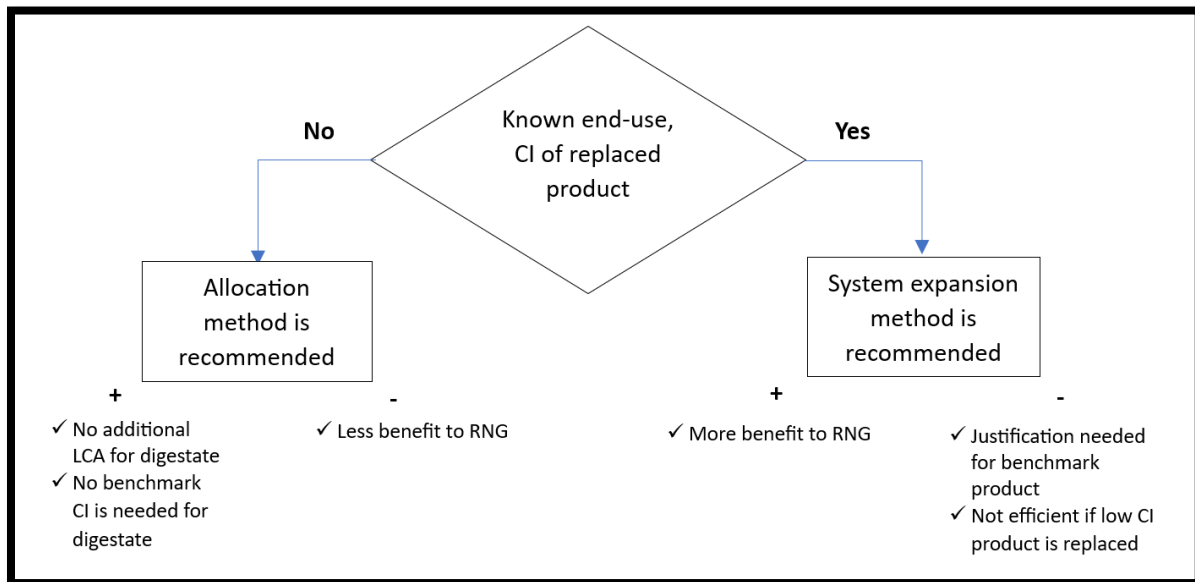 Known end-use,
CI of replaced
product
No
Yes
Allocation
method is
recommended
System expansion
method is
recommended
+
✓ No additional
LCA for digestate
✓ No benchmark
CI is needed for
digestate
-
✓ Less benefit to RNG
+
✓ More benefit to RNG
-
✓ Justification needed
for benchmark
product
✓ Not efficient if low CI
product is replaced